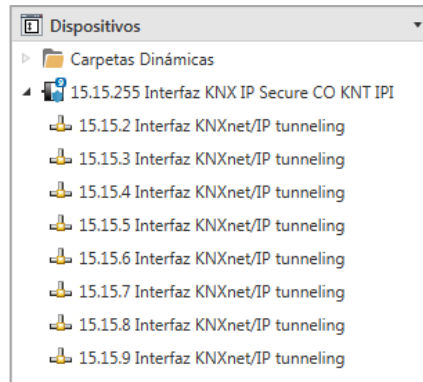 Dispositivos
Carpetas Dinámicas
9
15.15.255 Interfaz KNX IP Secure CO KNT IPI
15.15.2 Interfaz KNXnet/IP tunneling
15.15.3 Interfaz KNXnet/IP tunneling
15.15.4 Interfaz KNXnet/IP tunneling
15.15.5 Interfaz KNXnet/IP tunneling
15.15.6 Interfaz KNXnet/IP tunneling
15.15.7 Interfaz KNXnet/IP tunneling
15.15.8 Interfaz KNXnet/IP tunneling
15.15.9 Interfaz KNXnet/IP tunneling